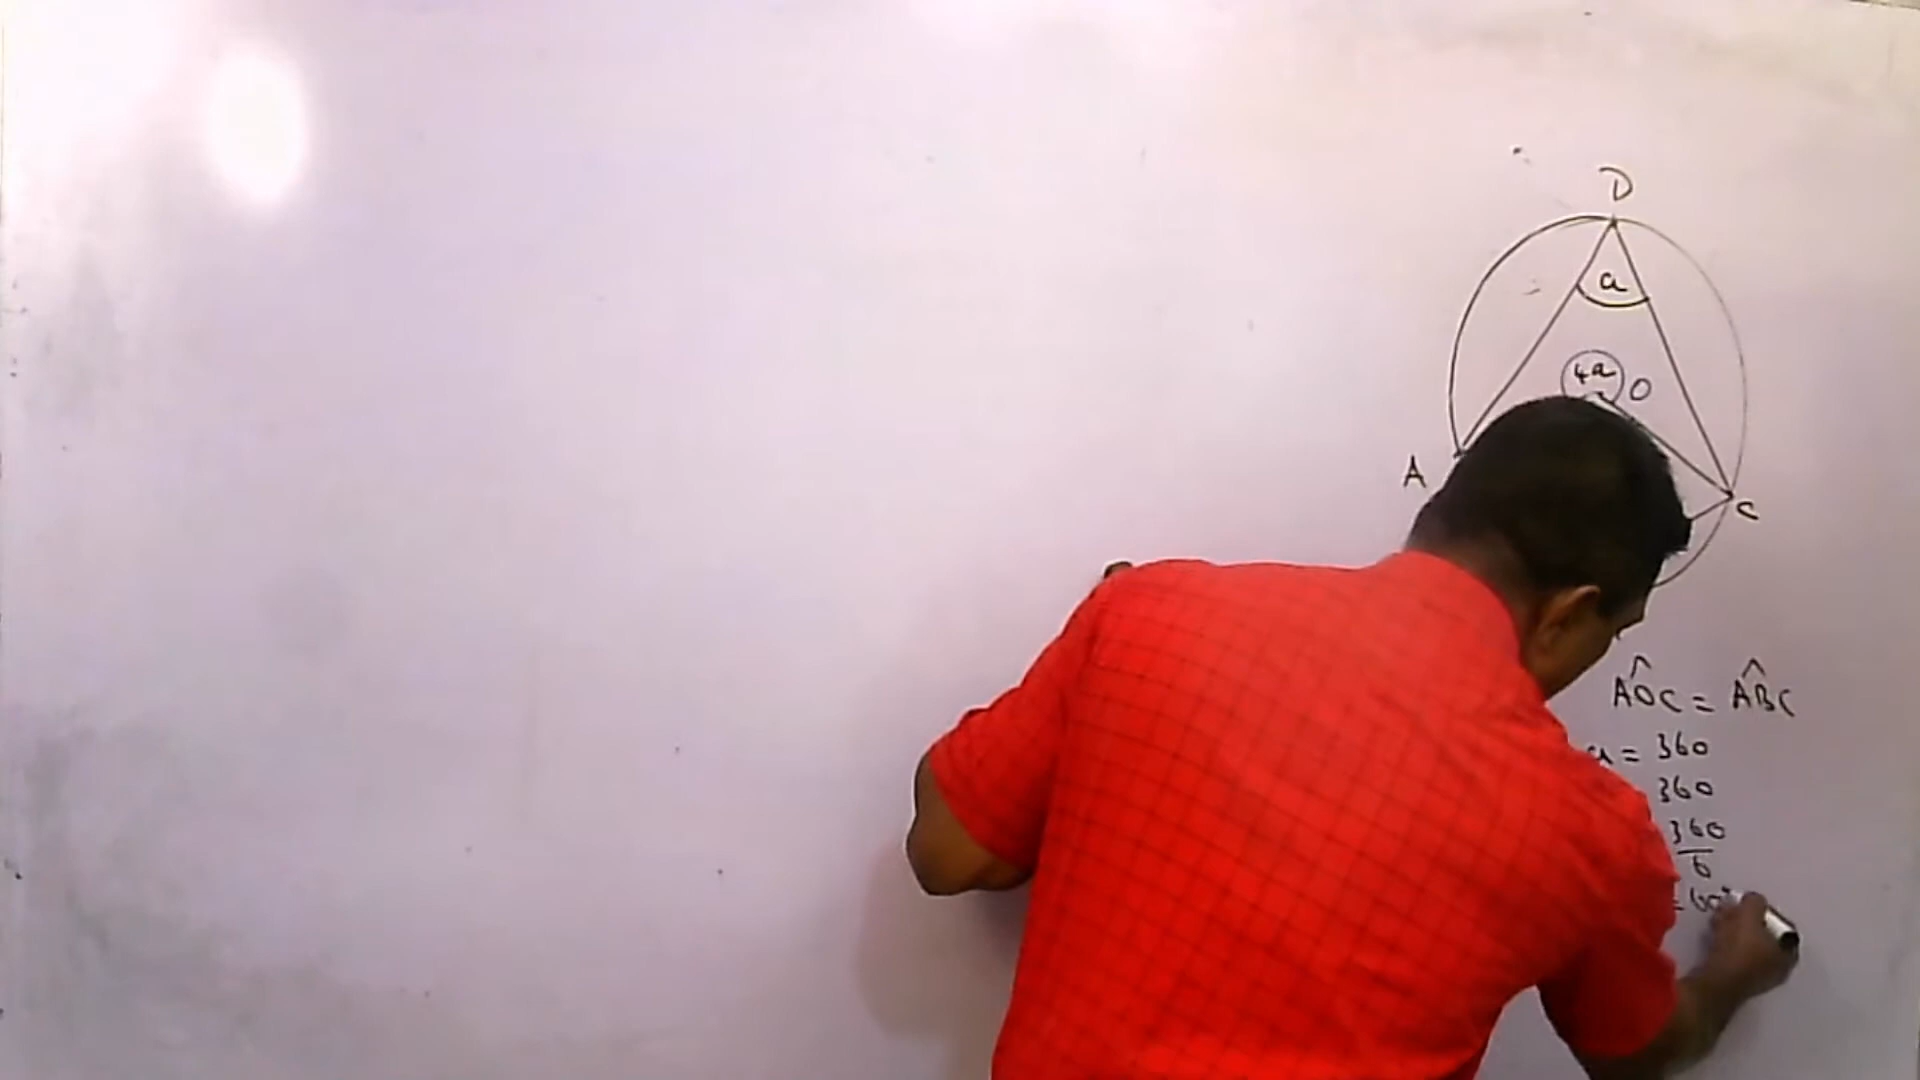 D
a
4a O
A
C
AÔC = AB̂C
a = 360
360
360
6
= 60°